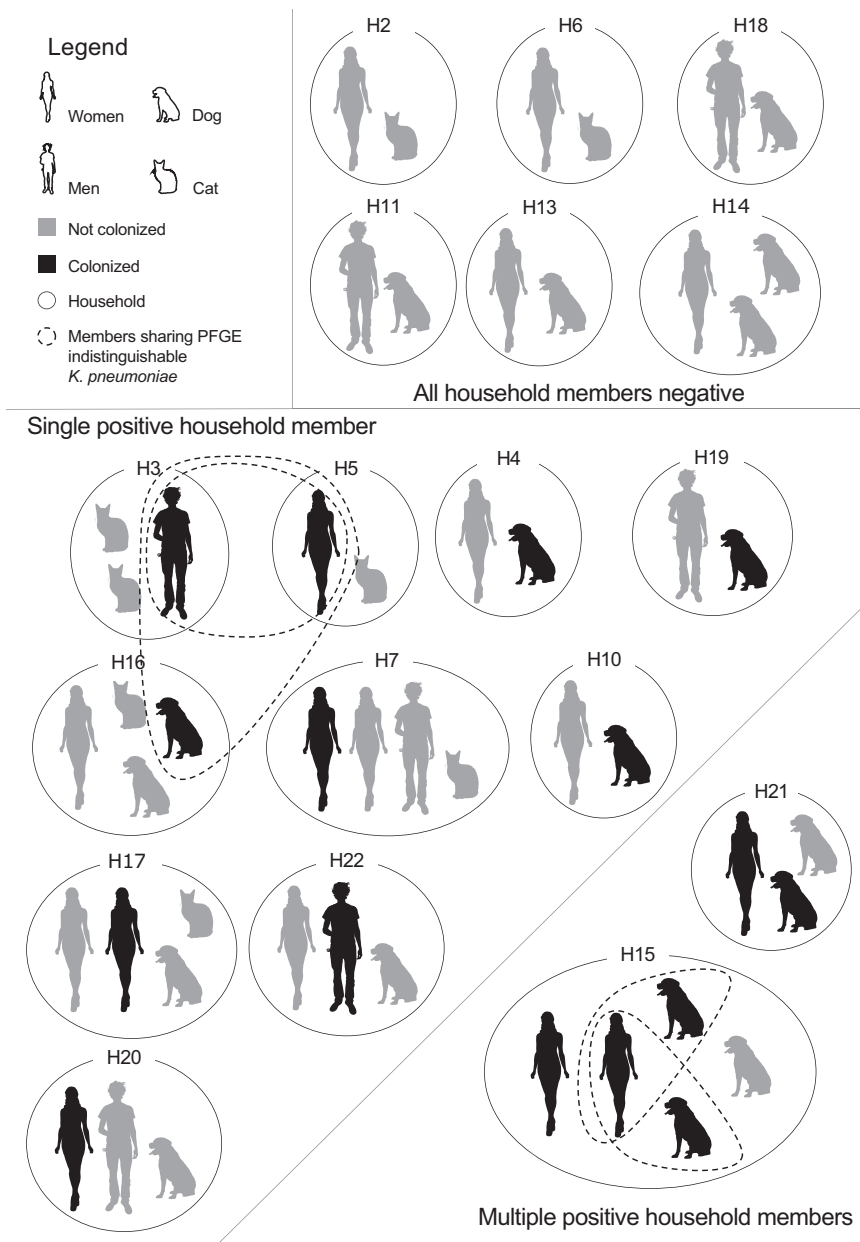 Legend
Women
Dog
Men
Cat
Not colonized
Colonized
Household
Members sharing PFGE
indistinguishable
K. pneumoniae
H2
H6
H18
H11
H13
H14
All household members negative
Single positive household member
H3
H5
H4
H19
H16
H7
H10
H21
H17
H22
H15
H20
Multiple positive household members